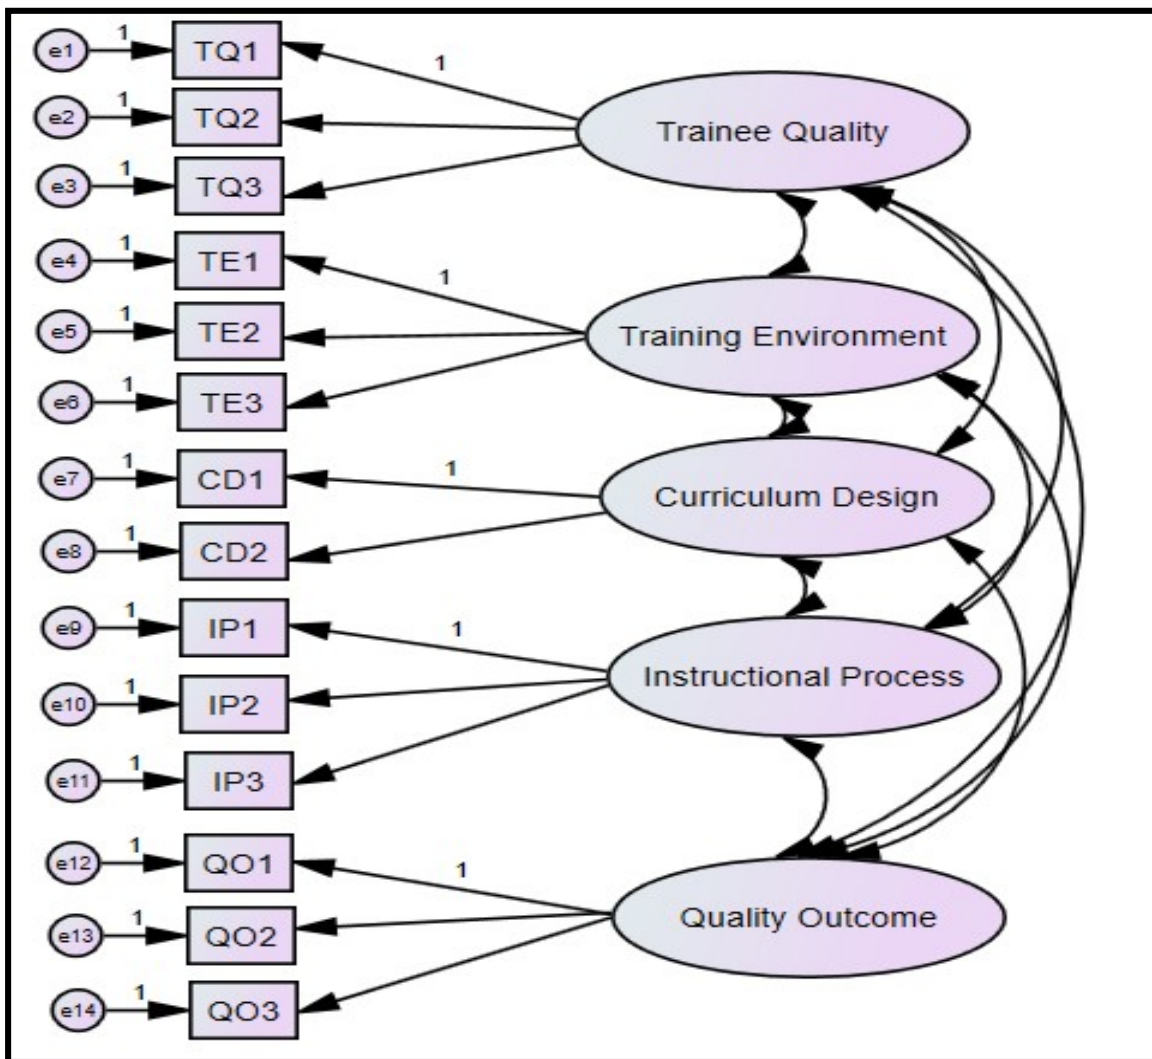 e1 1 TQ1 1
e2 1 TQ2
Trainee Quality
e3 1 TQ3
e4 1 TE1 1
e5 1 TE2
Training Environment
e6 1 TE3
e7 1 CD1 1
Curriculum Design
e8 1 CD2
e9 1 IP1 1
Instructional Process
e10 1 IP2
e11 1 IP3
e12 1 QO1 1
Quality Outcome
e13 1 QO2
e14 1 QO3